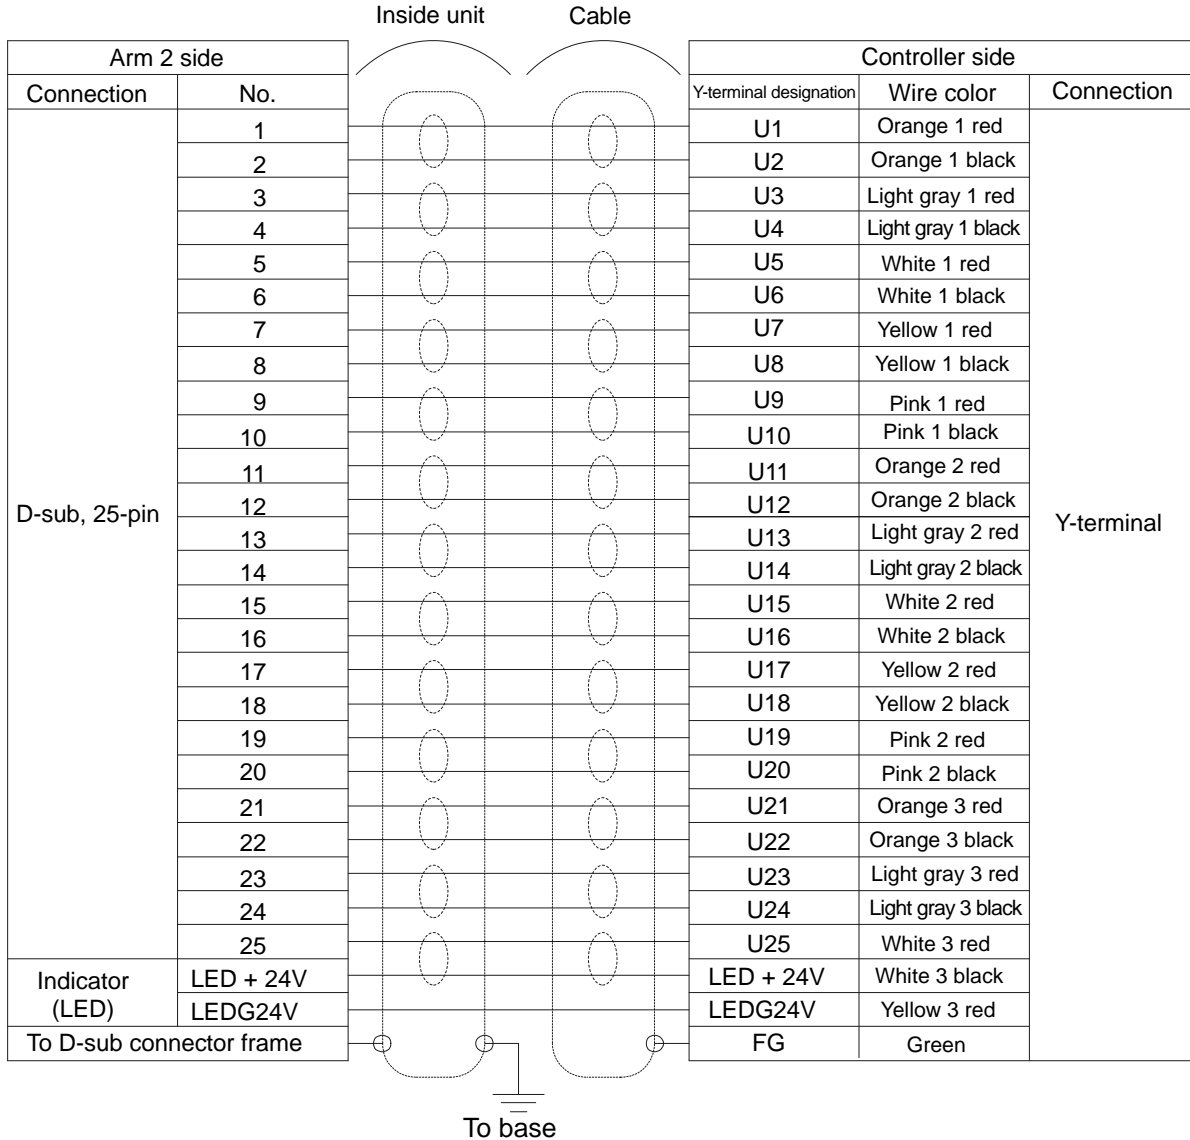 Inside unit Cable
Arm 2 side Controller side
Connection No. Y-terminal designation Wire color Connection
1 U1 Orange 1 red
2 U2 Orange 1 black
3 U3 Light gray 1 red
4 U4 Light gray 1 black
5 U5 White 1 red
6 U6 White 1 black
7 U7 Yellow 1 red
8 U8 Yellow 1 black
9 U9 Pink 1 red
10 U10 Pink 1 black
11 U11 Orange 2 red
D-sub, 25-pin 12 U12 Orange 2 black Y-terminal
13 U13 Light gray 2 red
14 U14 Light gray 2 black
15 U15 White 2 red
16 U16 White 2 black
17 U17 Yellow 2 red
18 U18 Yellow 2 black
19 U19 Pink 2 red
20 U20 Pink 2 black
21 U21 Orange 3 red
22 U22 Orange 3 black
23 U23 Light gray 3 red
24 U24 Light gray 3 black
25 U25 White 3 red
Indicator LED + 24V LED + 24V White 3 black
(LED) LEDG24V LEDG24V Yellow 3 red
To D-sub connector frame FG Green
To base